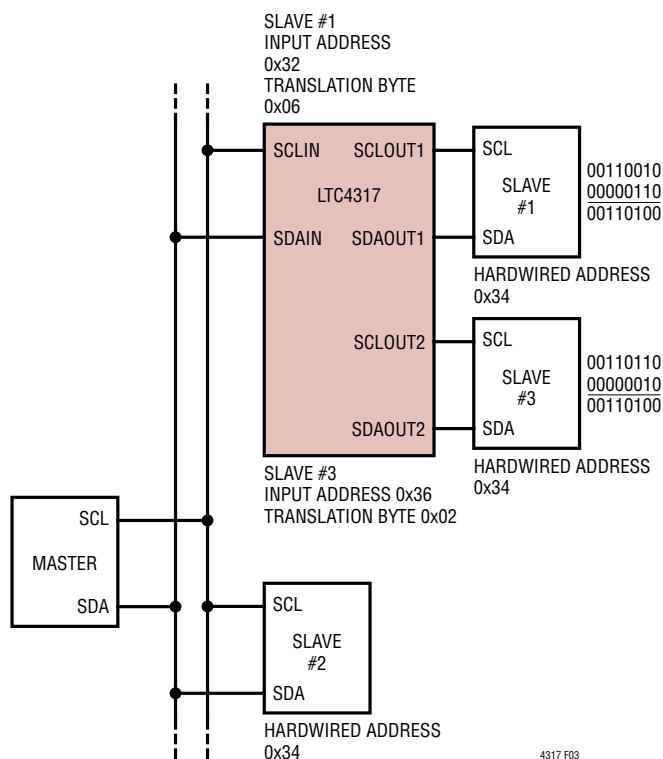 SLAVE #1
INPUT ADDRESS
0x32
TRANSLATION BYTE
0x06
SCLIN
SCLOUT1
LTC4317
SDAIN
SDAOUT1
SCLOUT2
SDAOUT2
SCL
SLAVE
#1
SDA
00110010
00000110
00110100
HARDWIRED ADDRESS
0x34
SCL
SLAVE
#3
SDA
00110110
00000010
00110100
HARDWIRED ADDRESS
0x34
SLAVE #3
INPUT ADDRESS 0x36
TRANSLATION BYTE 0x02
SCL
MASTER
SDA
SCL
SLAVE
#2
SDA
HARDWIRED ADDRESS
0x34
4317 F03